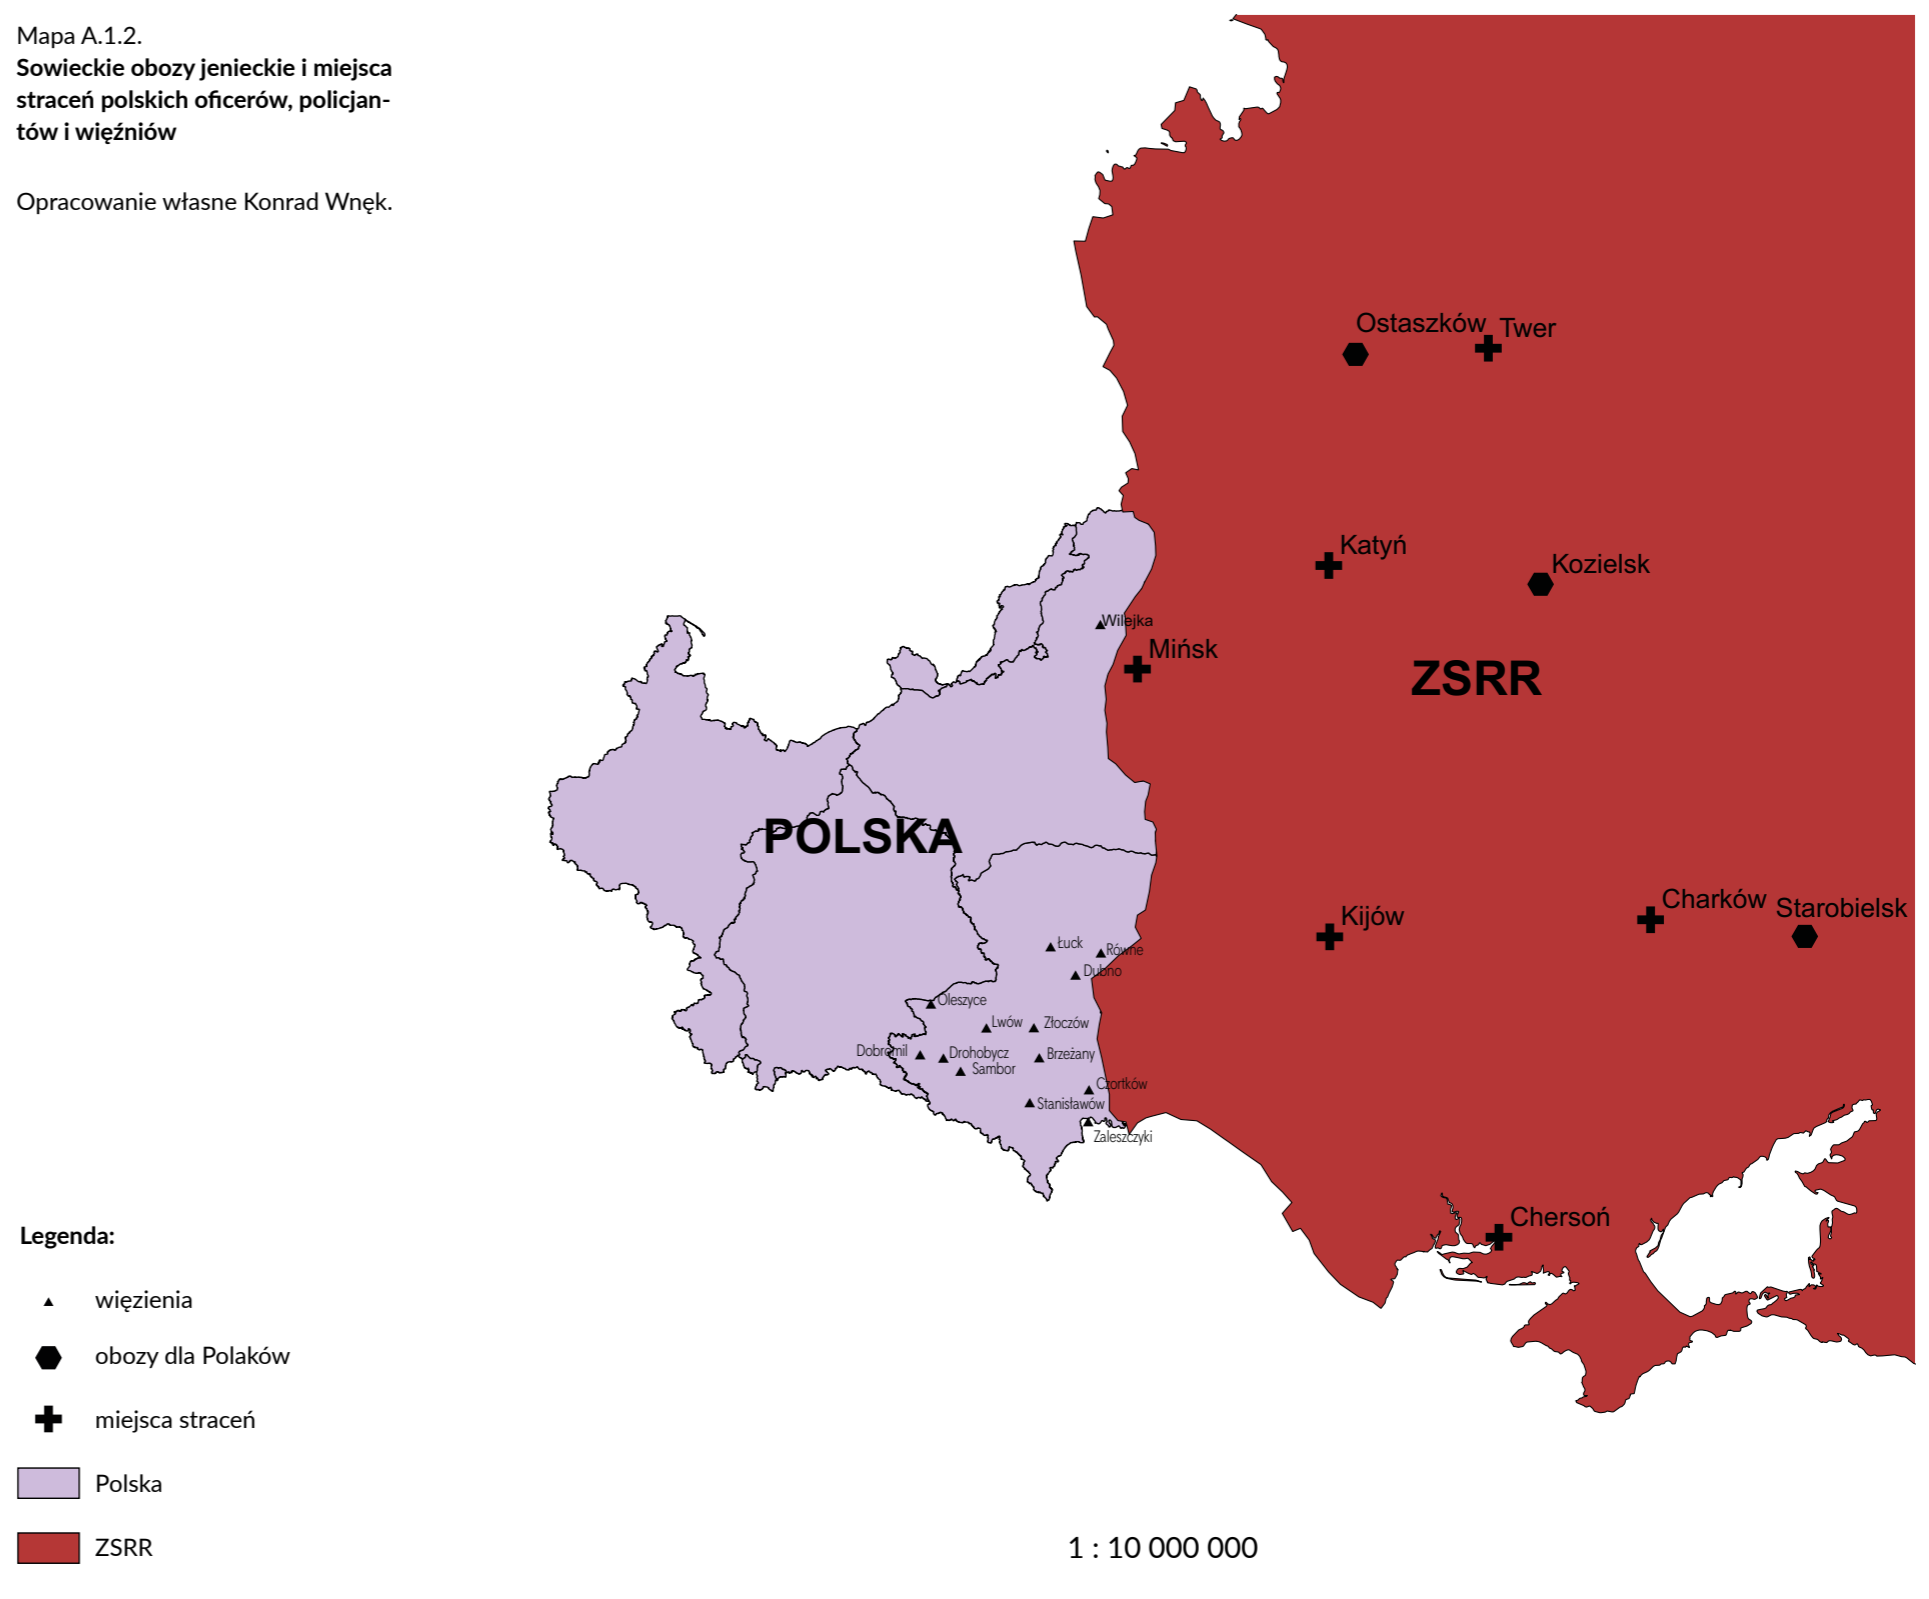 Mapa A.1.2.
Sowieckie obozy jenieckie i miejsca
straceń polskich oficerów, policjan-
tów i więźniów
Opracowanie własne Konrad Wnęk.
Ostaszków
Twer
Katyń
Kozielsk
Wilejka
Mińsk
ZSRR
POLSKA
Charków
Starobielsk
Kijów
Łuck
Równe
Dubno
Oleszyce
Lwów
Złoczów
Dobromil
Drohobycz
Brzeżany
Sambor
Czortków
Stanisławów
Zaleszczyki
Chersoń
Legenda:
więzienia
obozy dla Polaków
miejsca straceń
Polska
ZSRR
1 : 10 000 000